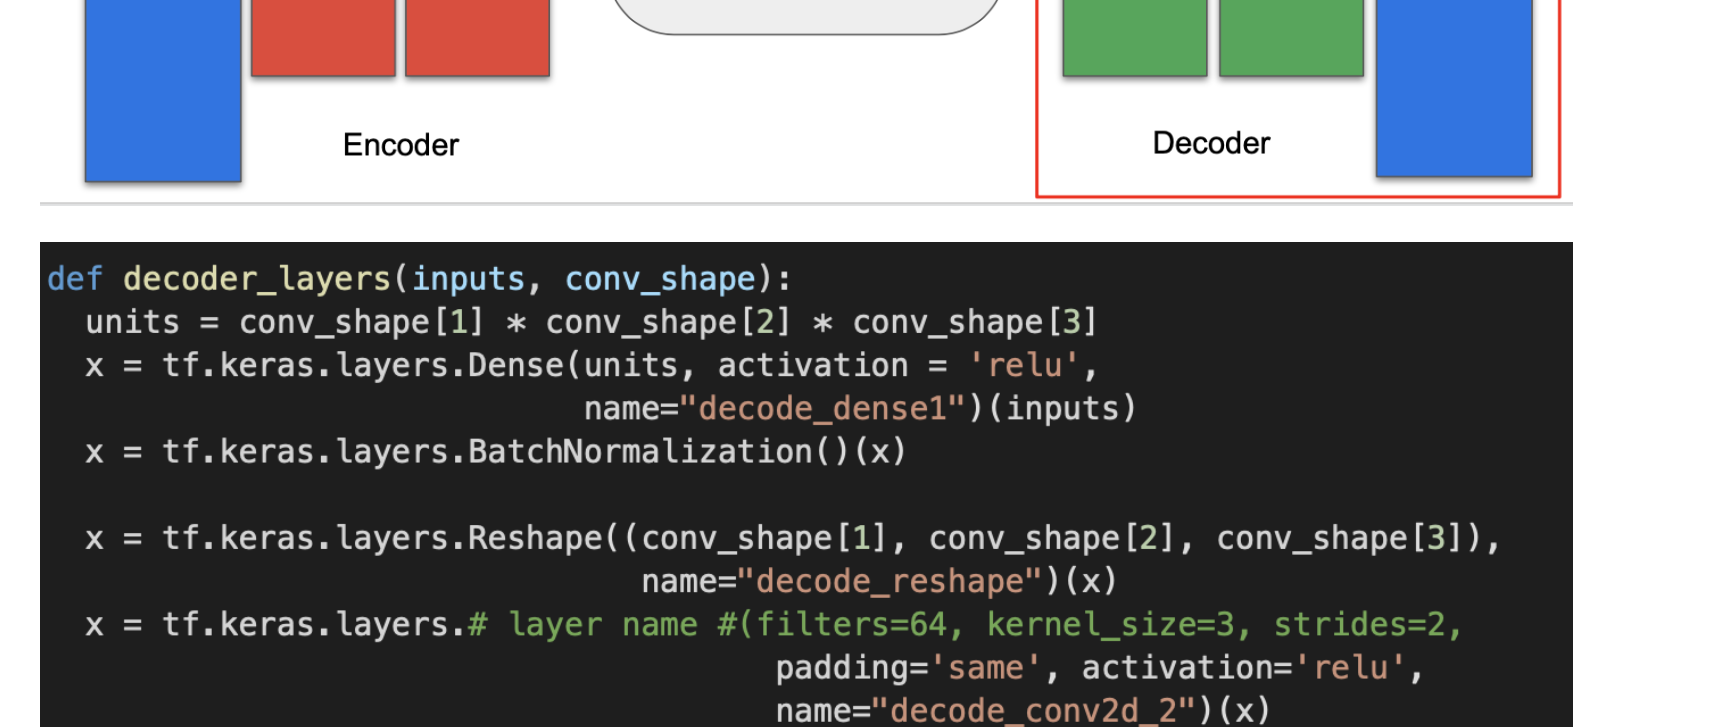 Encoder
Decoder
def decoder_layers(inputs, conv_shape):
  units = conv_shape[1] * conv_shape[2] * conv_shape[3]
  x = tf.keras.layers.Dense(units, activation = 'relu',
                            name="decode_dense1")(inputs)
  x = tf.keras.layers.BatchNormalization()(x)
  x = tf.keras.layers.Reshape((conv_shape[1], conv_shape[2], conv_shape[3]),
                               name="decode_reshape")(x)
  x = tf.keras.layers.# layer name #(filters=64, kernel_size=3, strides=2,
                                      padding='same', activation='relu',
                                      name="decode_conv2d_2")(x)